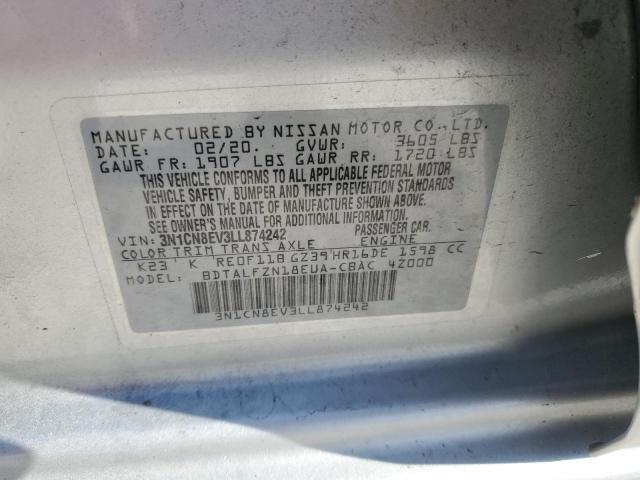 MANUFACTURED BY NISSAN MOTOR CO.,LTD.
DATE: 02/20. GVWR: 3605 LBS
GAWR FR: 1907 LBS GAWR RR: 1720 LBS
THIS VEHICLE CONFORMS TO ALL APPLICABLE FEDERAL MOTOR
VEHICLE SAFETY, BUMPER AND THEFT PREVENTION STANDARDS
IN EFFECT ON THE DATE OF MANUFACTURE SHOWN ABOVE.
SEE OWNER'S MANUAL FOR ADDITIONAL INFORMATION.
VIN: 3N1CN8EV3LL874242 PASSENGER CAR.
COLOR TRIM TRANS AXLE ENGINE
K23 K RE0F11B GZ39 HR16DE 1598 CC
MODEL: BDTALFZN18EUA-CBAC 4Z000
3N1CN8EV3LL874242